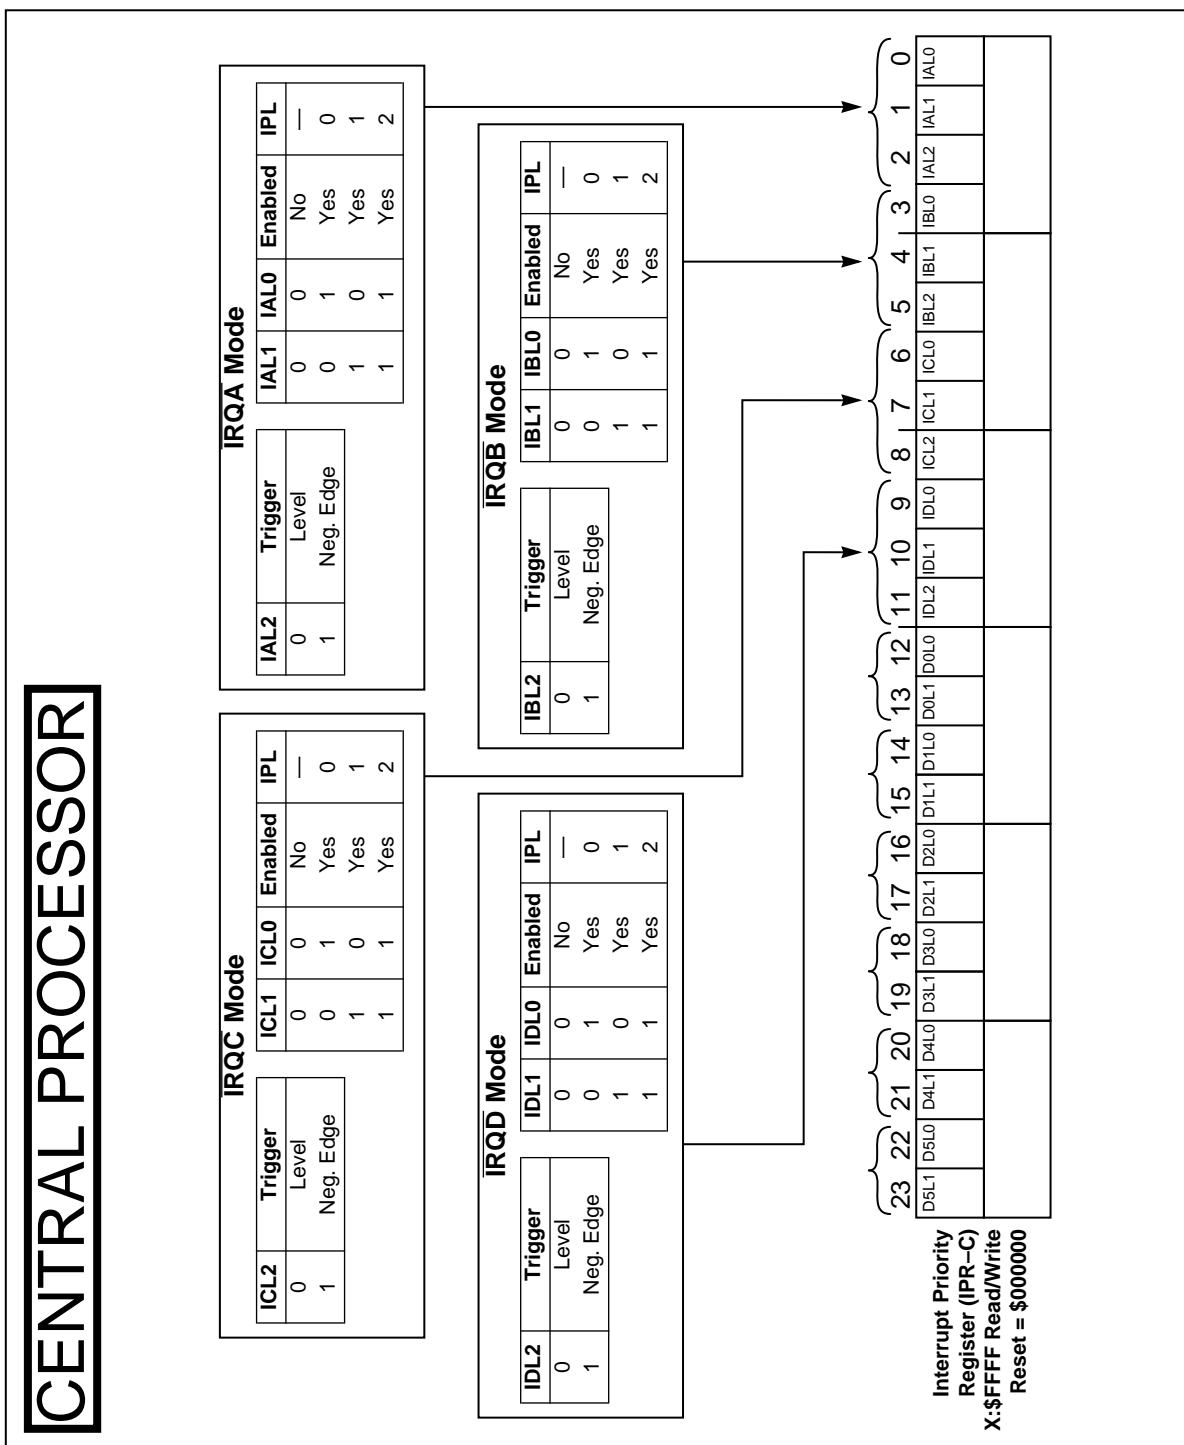 CENTRAL PROCESSOR
IRQC Mode
ICL2 Trigger
0 Level
1 Neg. Edge
ICL1 ICL0 Enabled IPL
0 0 No —
0 1 Yes 0
1 0 Yes 1
1 1 Yes 2
IRQA Mode
IAL2 Trigger
0 Level
1 Neg. Edge
IAL1 IAL0 Enabled IPL
0 0 No —
0 1 Yes 0
1 0 Yes 1
1 1 Yes 2
IRQD Mode
IDL2 Trigger
0 Level
1 Neg. Edge
IDL1 IDL0 Enabled IPL
0 0 No —
0 1 Yes 0
1 0 Yes 1
1 1 Yes 2
IRQB Mode
IBL2 Trigger
0 Level
1 Neg. Edge
IBL1 IBL0 Enabled IPL
0 0 No —
0 1 Yes 0
1 0 Yes 1
1 1 Yes 2
23 22 21 20 19 18 17 16 15 14 13 12 11 10 9 8 7 6 5 4 3 2 1 0
D5L1 D5L0 D4L1 D4L0 D3L1 D3L0 D2L1 D2L0 D1L1 D1L0 D0L1 D0L0 IDL2 IDL1 IDL0 ICL2 ICL1 ICL0 IBL2 IBL1 IBL0 IAL2 IAL1 IAL0
Interrupt Priority
Register (IPR–C)
X:$FFFF Read/Write
Reset = $000000